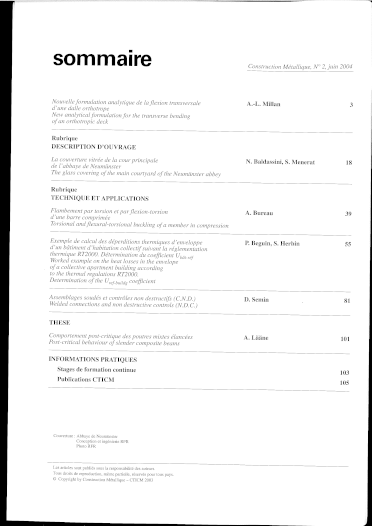 sommaire
Construction Métallique, N° 2, juin 2004
Nouvelle formulation analytique de la flexion transversale
d'une dalle orthotrope
New analytical formulation for the transverse bending
of an orthotropic deck
A.-L. Millan 3
Rubrique
DESCRIPTION D'OUVRAGE
La couverture vitrée de la cour principale
de l'abbaye de Neumünster
The glass covering of the main courtyard of the Neumünster abbey
N. Baldassini, S. Menerat 18
Rubrique
TECHNIQUE ET APPLICATIONS
Flambement par torsion et par flexion-torsion
d'une barre comprimée
Torsional and flexural-torsional buckling of a member in compression
A. Bureau 39
Exemple de calcul des déperditions thermiques d'enveloppe
d'un bâtiment d'habitation collectif suivant la réglementation
thermique RT2000. Détermination du coefficient U
Worked example on the heat losses in the envelope
of a collective apartment building according
to the thermal regulations RT2000.
Determination of the U coefficient
P. Beguin, S. Herbin 55
Assemblages soudés et contrôles non destructifs (C.N.D.)
Welded connections and non destructive controls (N.D.C.)
D. Semin 81
THESE
Comportement post-critique des poutres mixtes élancées
Post-critical behaviour of slender composite beams
A. Lääne 101
INFORMATIONS PRATIQUES
Stages de formation continue 103
Publications CTICM 105
Couverture : Abbaye de Neumünster
Conception et ingénierie RFR
Photo RFR
Les articles sont publiés sous la responsabilité des auteurs.
Tous droits de reproduction, même partielle, réservés pour tous pays.
© Copyright by Construction Métallique – CTICM 2003